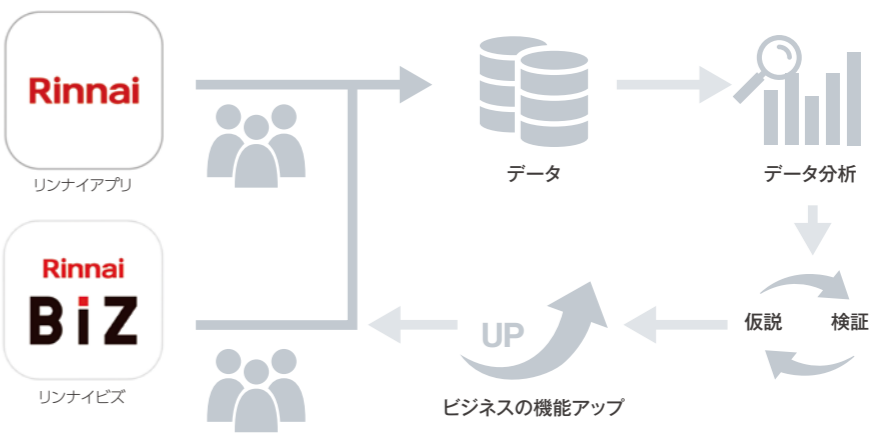 Rinnai
リンナイアプリ
データ
データ分析
Rinnai
BiZ
リンナイビズ
UP
ビジネスの機能アップ
仮説
検証